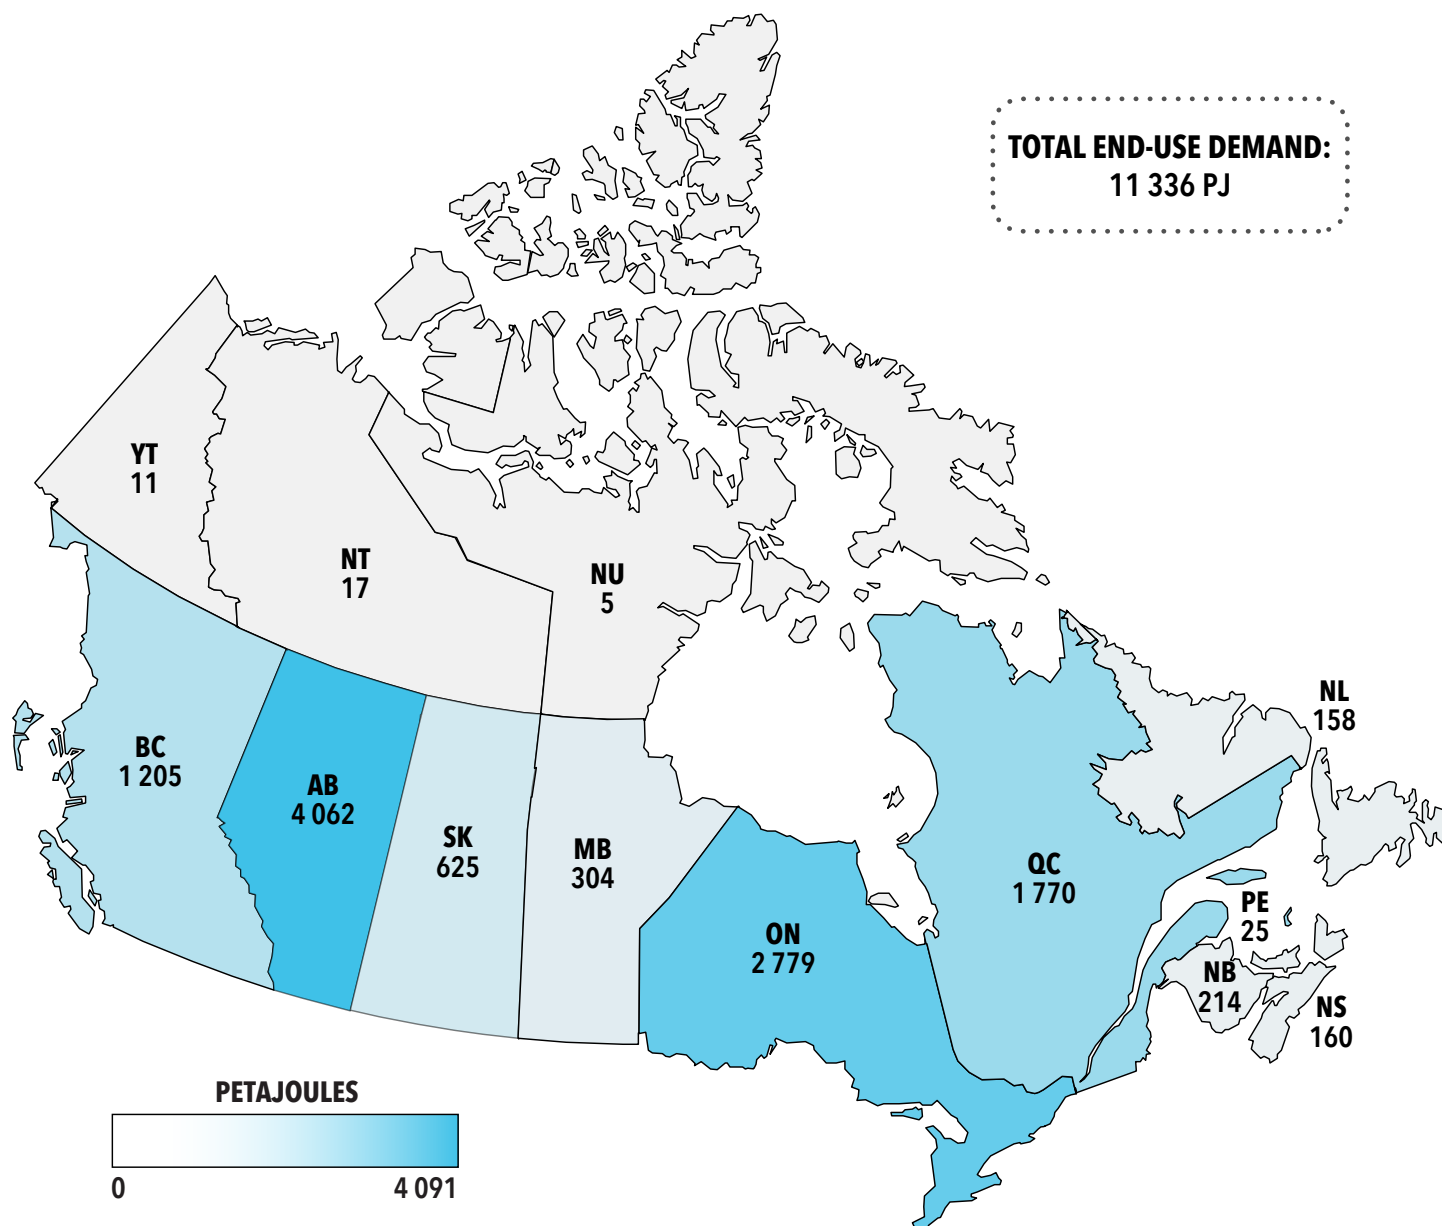 TOTAL END-USE DEMAND:
11 336 PJ
YT
11
NT
17
NU
5
NL
158
BC
1 205
AB
4 062
SK
625
MB
304
QC
1 770
PE
25
ON
2 779
NB
214
NS
160
PETAJOULES
0
4 091